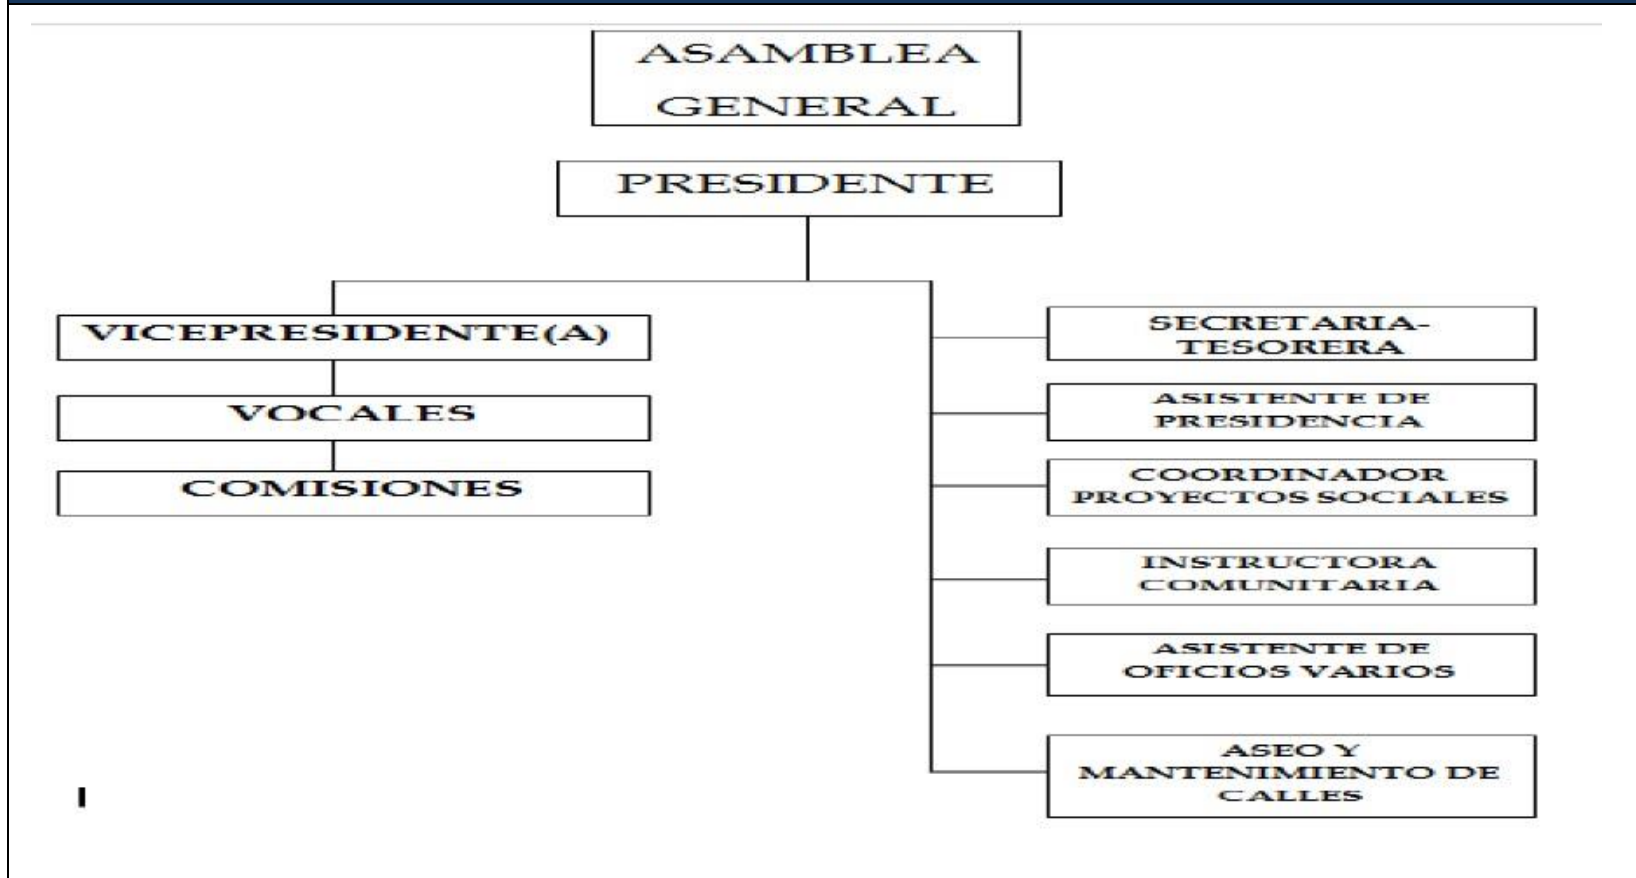 ASAMBLEA
GENERAL
PRESIDENTE
VICEPRESIDENTE(A)
VOCALES
COMISIONES
SECRETARIA-
TESORERA
ASISTENTE DE
PRESIDENCIA
COORDINADOR
PROYECTOS SOCIALES
INSTRUCTORA
COMUNITARIA
ASISTENTE DE
OFICIOS VARIOS
ASEO Y
MANTENIMIENTO DE
CALLES